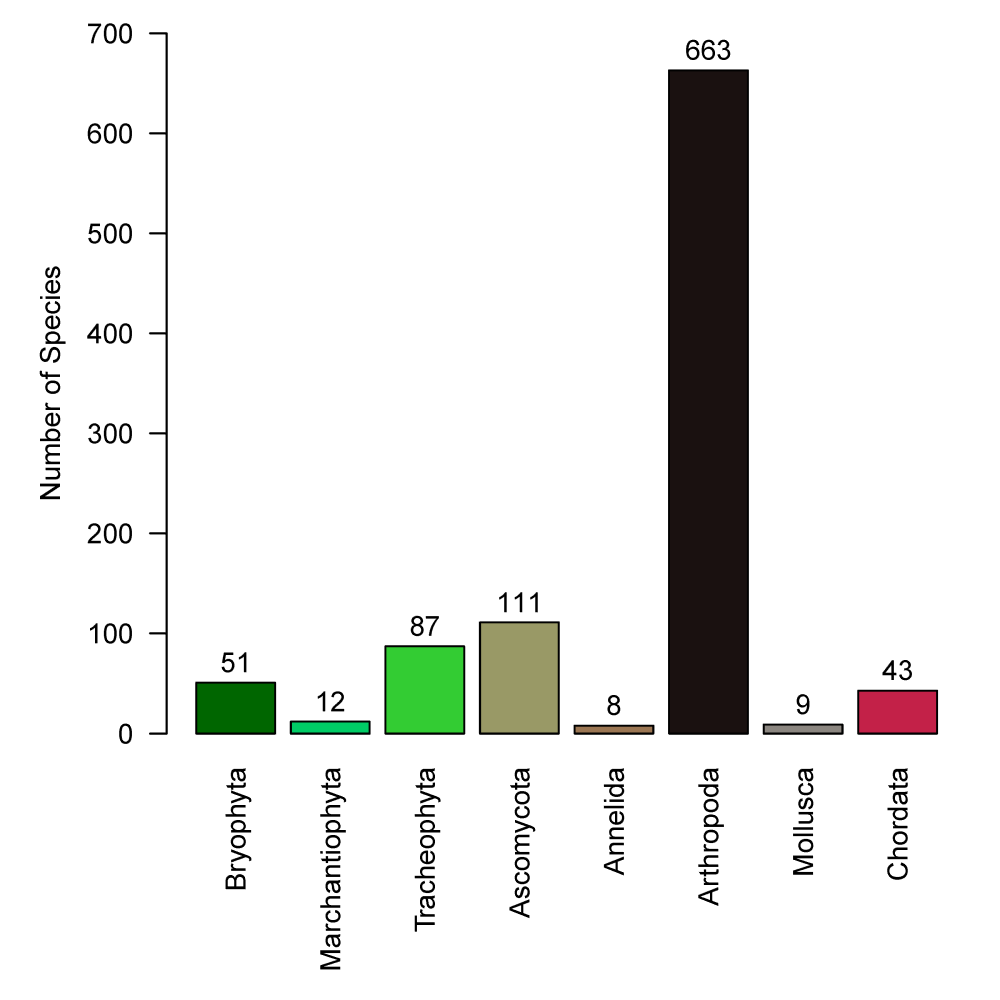 Number of Species
700
600
500
400
300
200
100
0
51
12
87
111
8
663
9
43
Bryophyta
Marchantiophyta
Tracheophyta
Ascomycota
Annelida
Arthropoda
Mollusca
Chordata